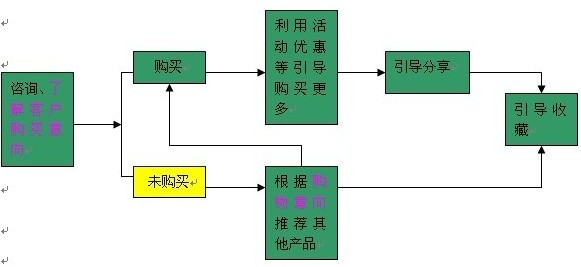 咨询、了
解客户
购买意
向
购买
未购买
利用活
动优惠
等引导
购买更
多
根据购
物意向
推荐其
他产品
引导分享
引导收
藏